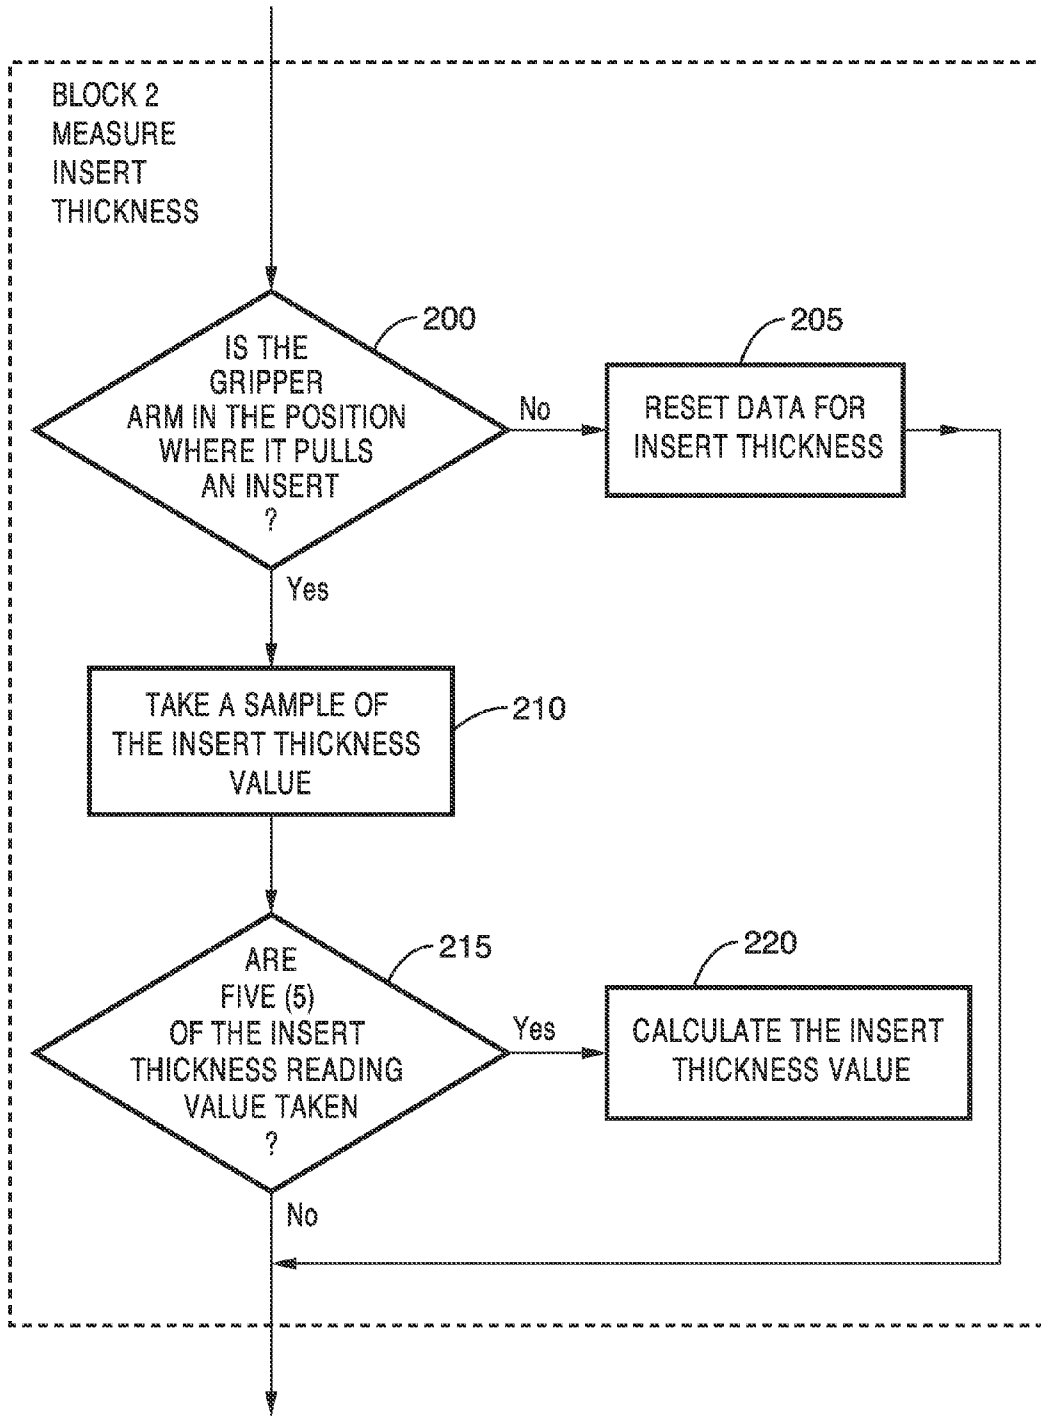 BLOCK 2
MEASURE
INSERT
THICKNESS
200
IS THE
GRIPPER
ARM IN THE POSITION
WHERE IT PULLS
AN INSERT
?
No
205
RESET DATA FOR
INSERT THICKNESS
Yes
210
TAKE A SAMPLE OF
THE INSERT THICKNESS
VALUE
215
ARE
FIVE (5)
OF THE INSERT
THICKNESS READING
VALUE TAKEN
?
Yes
220
CALCULATE THE INSERT
THICKNESS VALUE
No